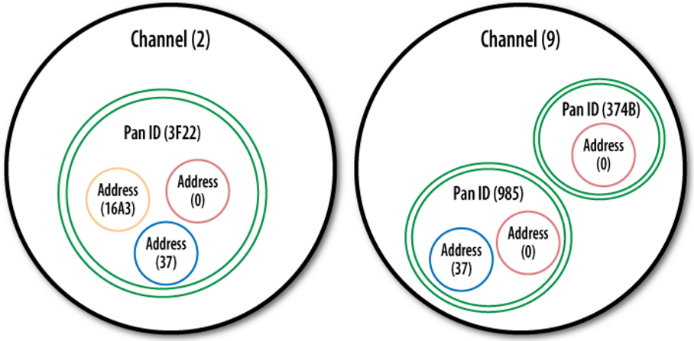 Channel (2)
Pan ID (3F22)
Address
(16A3)
Address
(0)
Address
(37)
Channel (9)
Pan ID (374B)
Address
(0)
Pan ID (985)
Address
(37)
Address
(0)